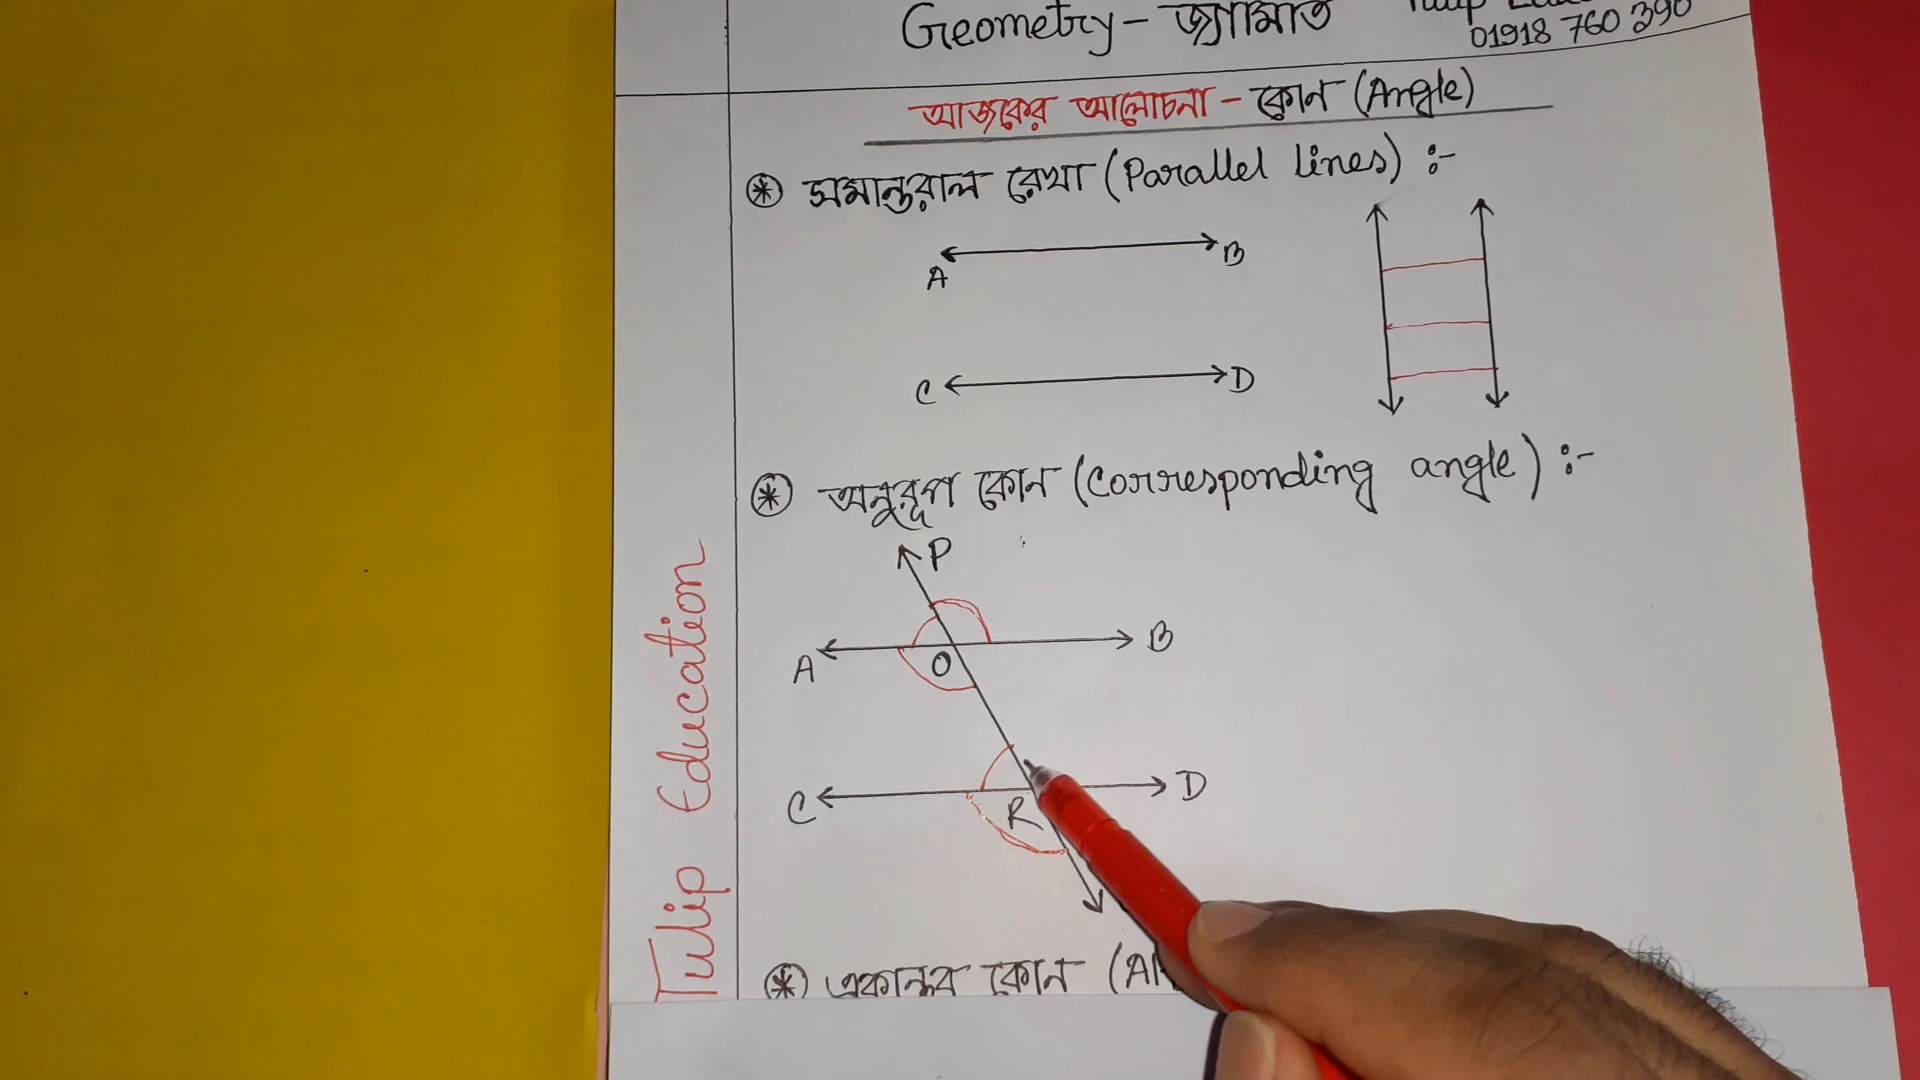 Geometry - জ্যামিতি
01918 760 390
আজকের আলোচনা - কোন (Angle)
⊛ সমান্তরাল রেখা (Parallel lines) :-
A B
C D
⊛ অনুরূপ কোন (Corresponding angle) :-
P
A O B
C R D
⊛ একান্তর কোন (Al
Tulip Education